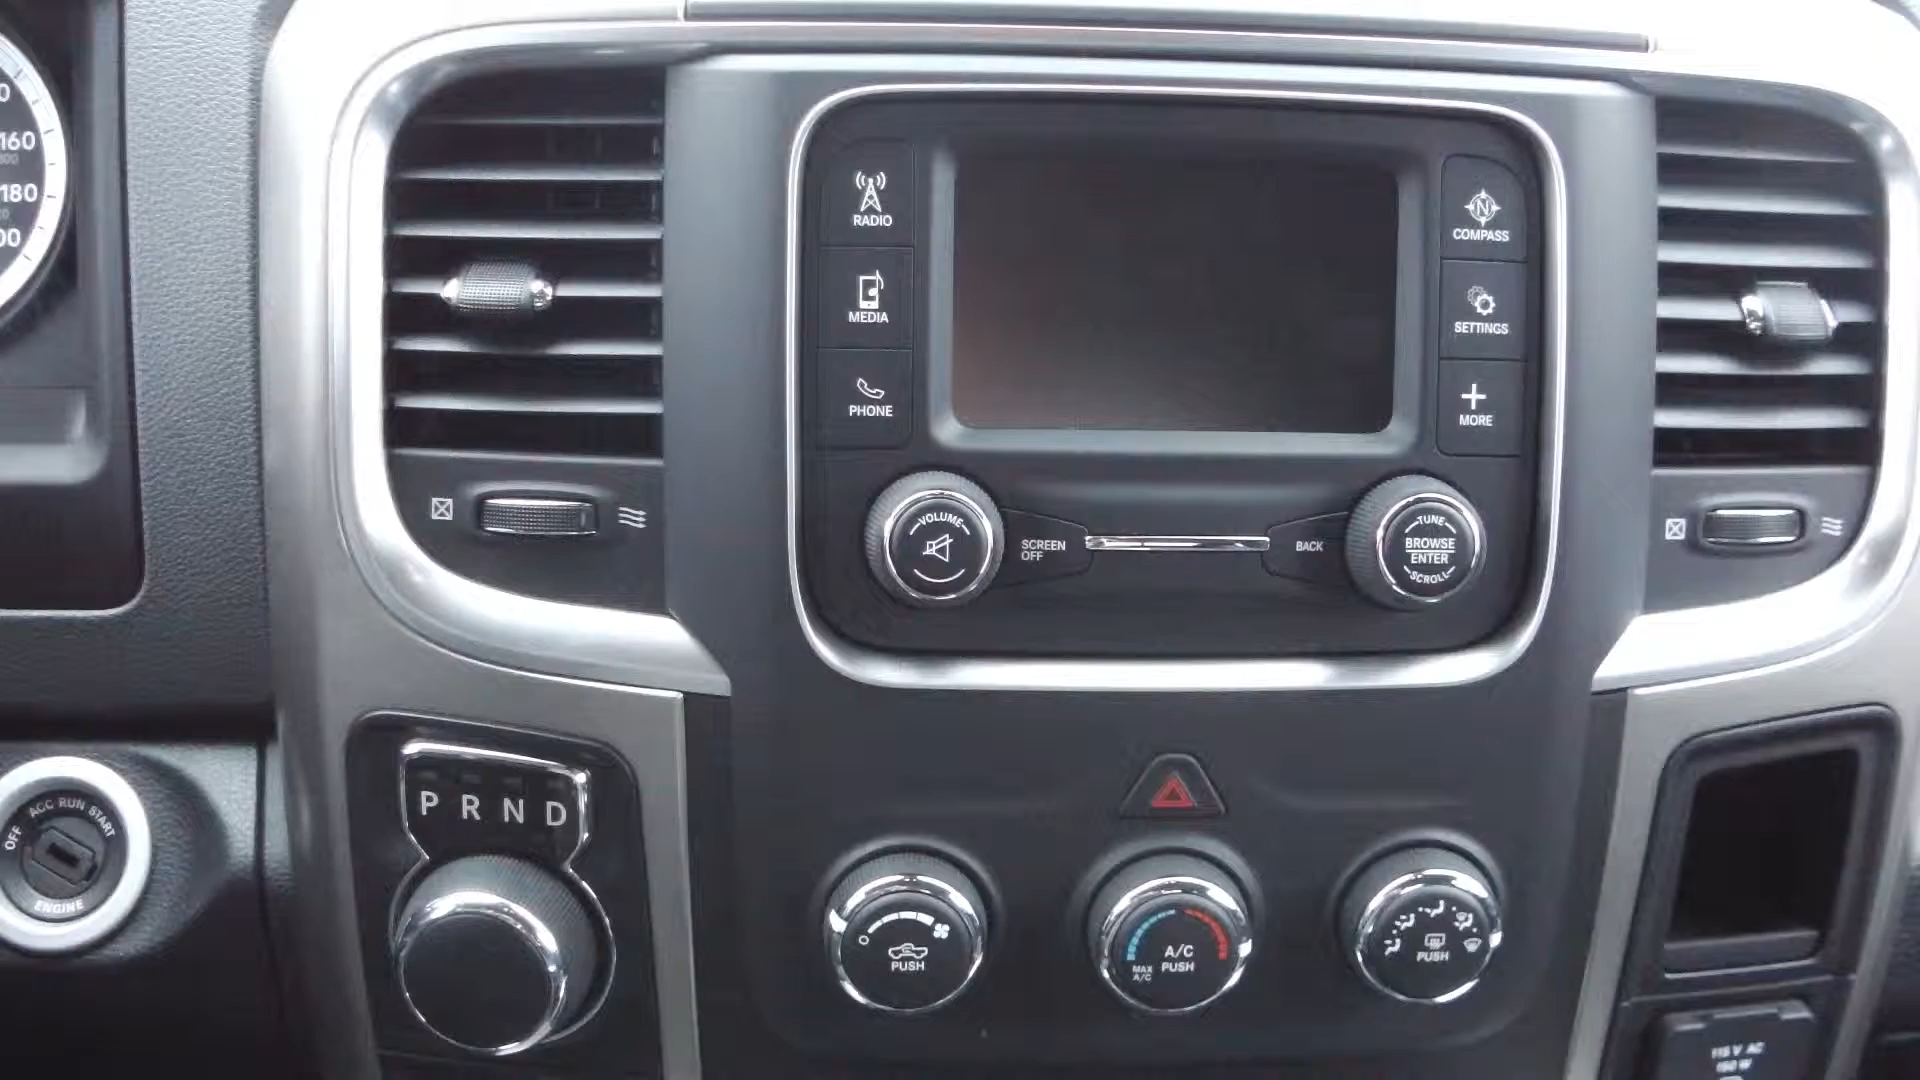 160
180
RADIO
MEDIA
PHONE
N
COMPASS
SETTINGS
MORE
VOLUME
SCREEN
OFF
BACK
TUNE
BROWSE
ENTER
SCROLL
P R N D
OFF ACC RUN START
ENGINE
PUSH
A/C
PUSH
MAX
A/C
PUSH
115 V AC
150 W